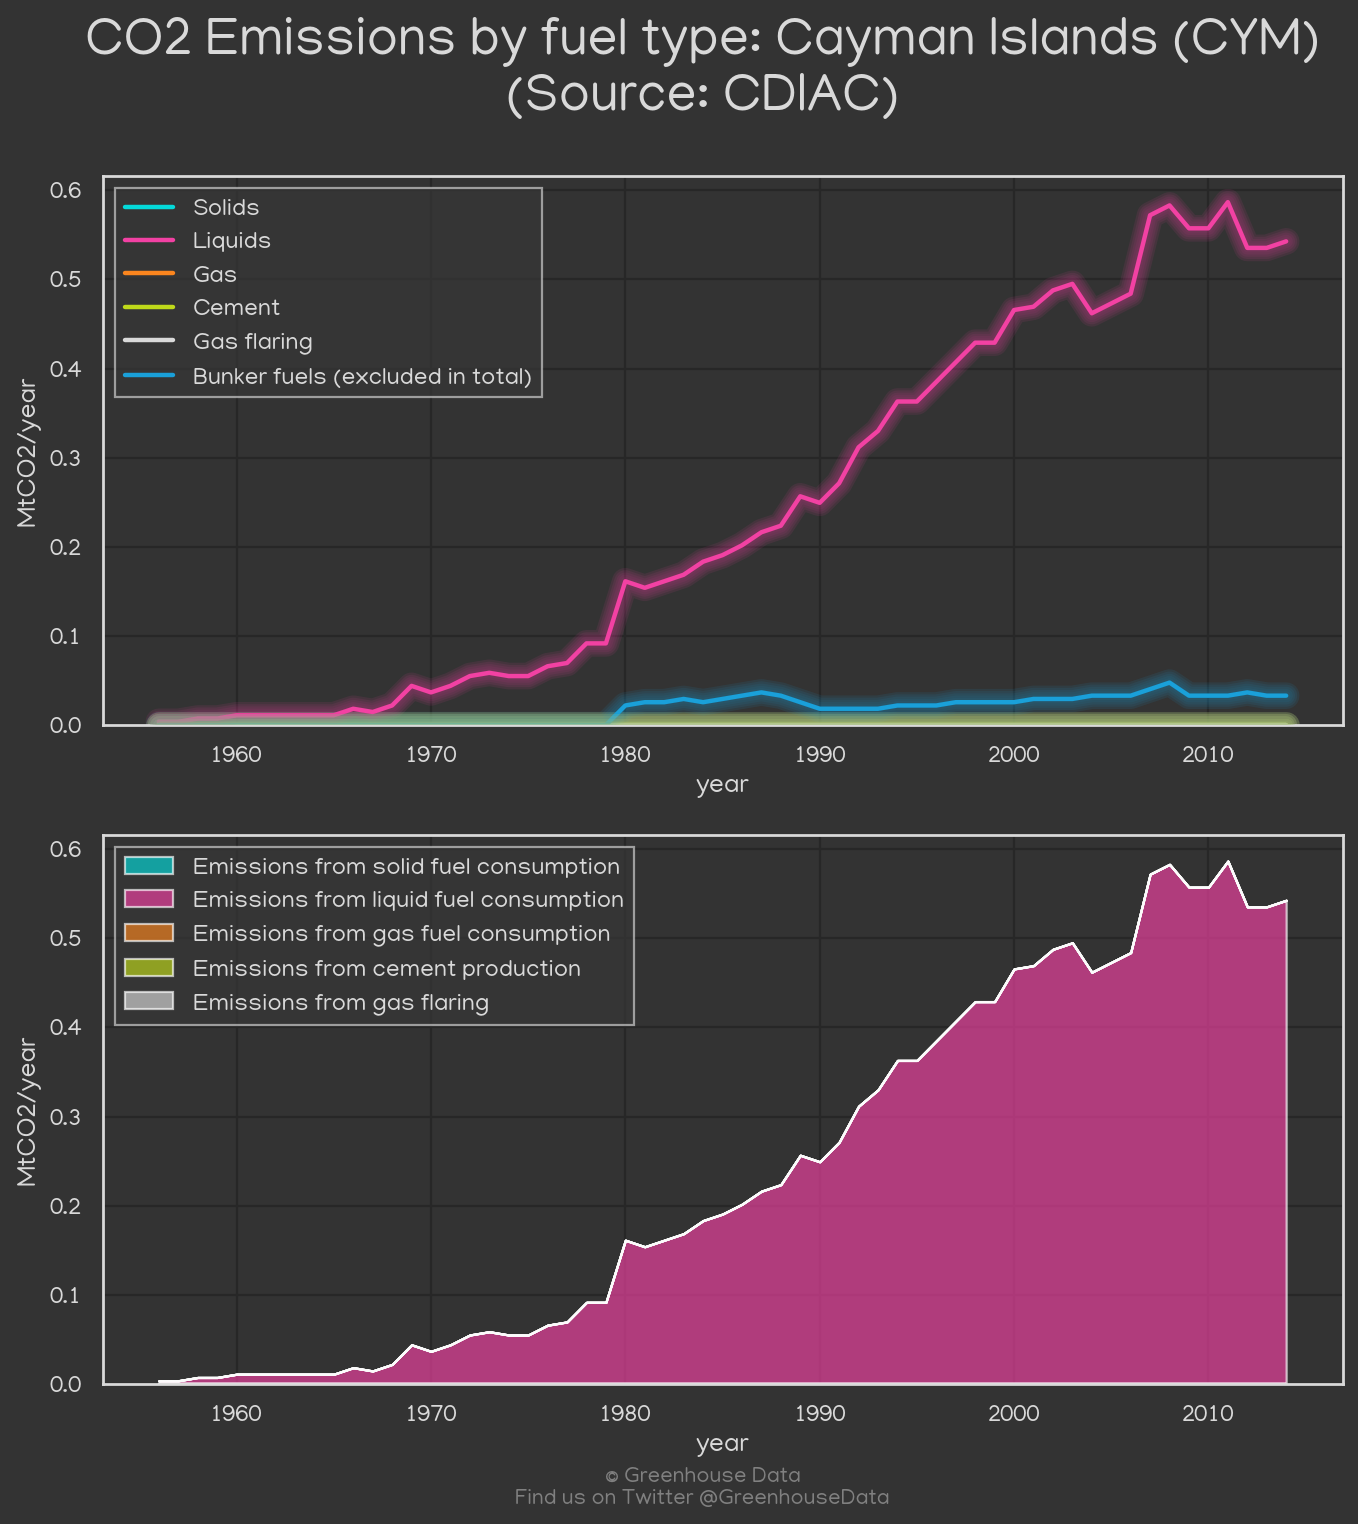 CO2 Emissions by fuel type: Cayman Islands (CYM)
(Source: CDIAC)
0.6
0.5
0.4
0.3
0.2
0.1
0.0
MtCO2/year
Solids
Liquids
Gas
Cement
Gas flaring
Bunker fuels (excluded in total)
1960 1970 1980 1990 2000 2010
year
0.6
0.5
0.4
0.3
0.2
0.1
0.0
MtCO2/year
Emissions from solid fuel consumption
Emissions from liquid fuel consumption
Emissions from gas fuel consumption
Emissions from cement production
Emissions from gas flaring
1960 1970 1980 1990 2000 2010
year
© Greenhouse Data
Find us on Twitter @GreenhouseData